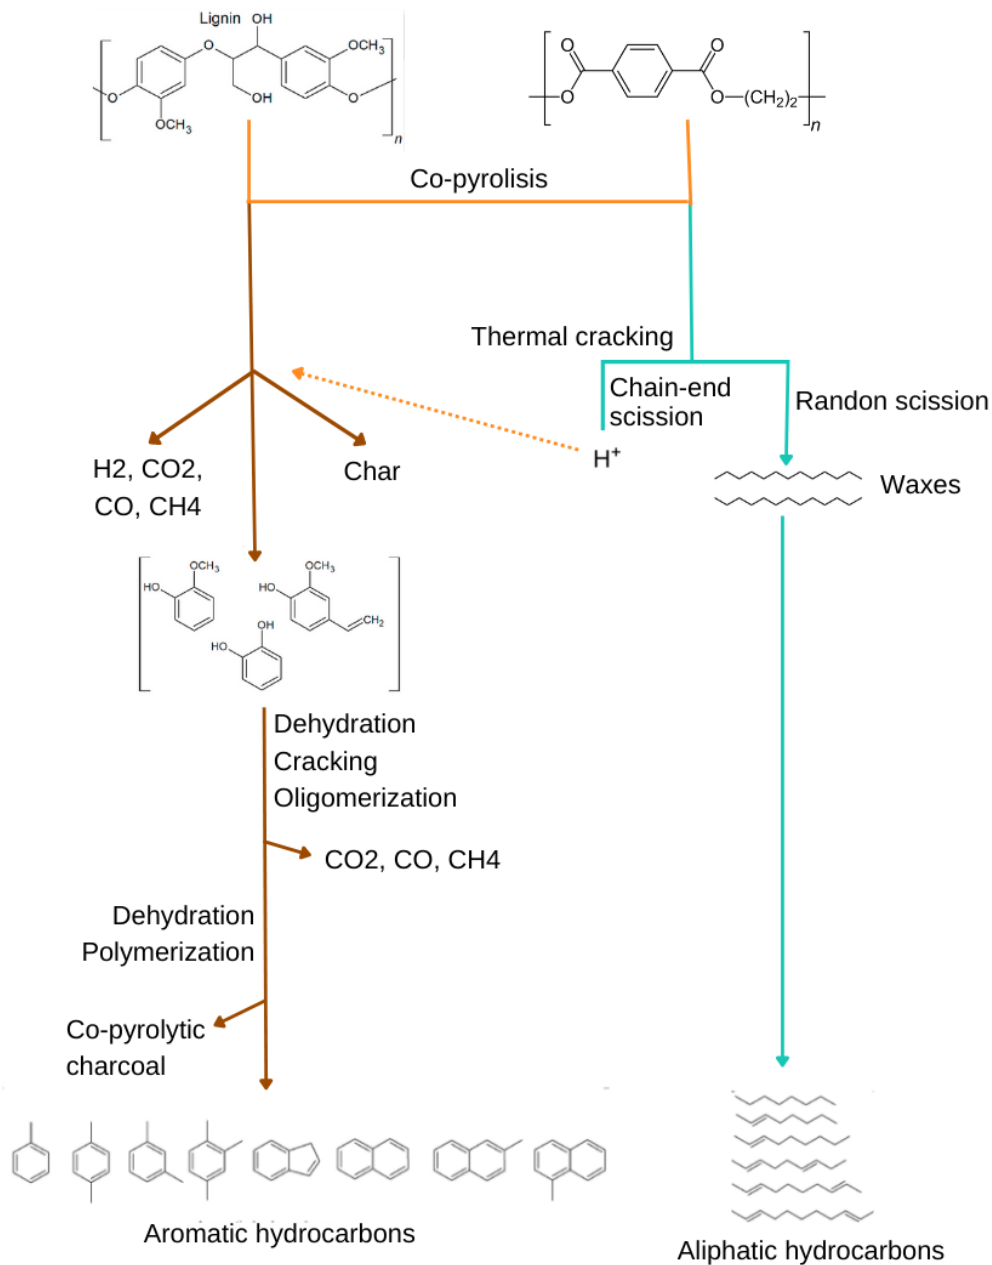 Lignin OH
O
OCH3
O
OH
O
OCH3
n
O
O
O
O
(CH2)2
n
Co-pyrolisis
Thermal cracking
Chain-end
scission
Randon scission
H+
Waxes
H2, CO2,
CO, CH4
Char
OCH3
HO
OCH3
HO
CH2
OH
HO
Dehydration
Cracking
Oligomerization
CO2, CO, CH4
Dehydration
Polymerization
Co-pyrolytic
charcoal
Aromatic hydrocarbons
Aliphatic hydrocarbons